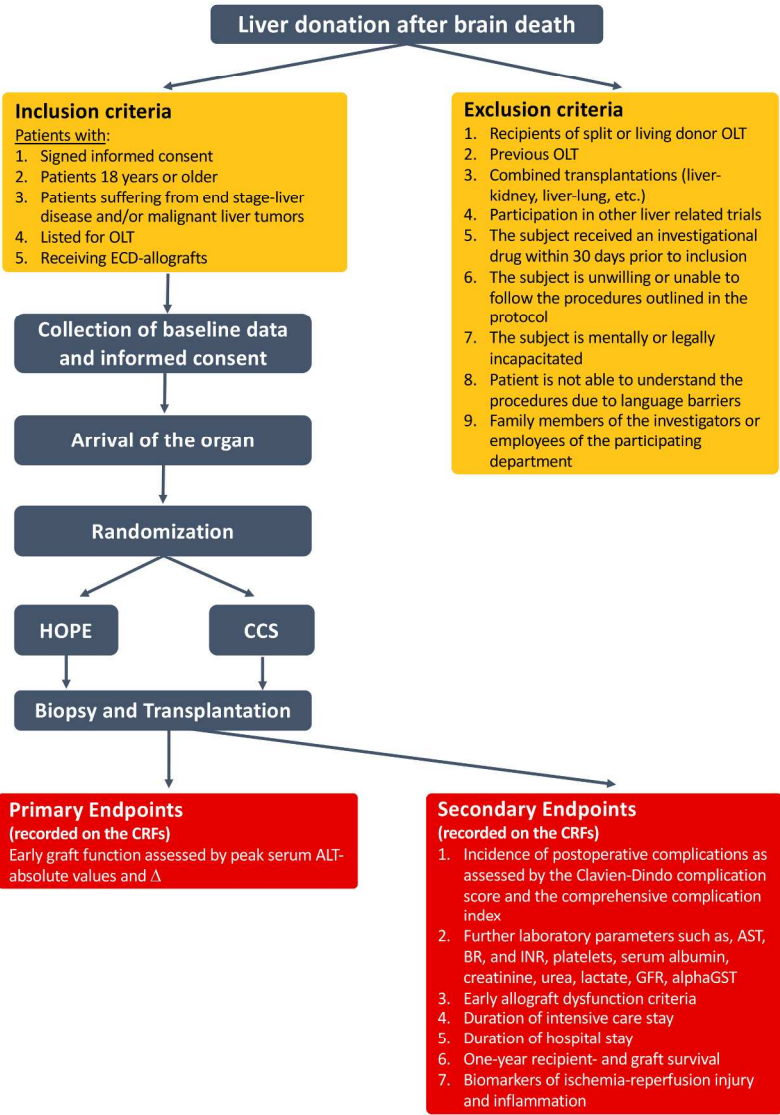 Liver donation after brain death
Inclusion criteria
Patients with:
1. Signed informed consent
2. Patients 18 years or older
3. Patients suffering from end stage-liver
disease and/or malignant liver tumors
4. Listed for OLT
5. Receiving ECD-allografts
Exclusion criteria
1. Recipients of split or living donor OLT
2. Previous OLT
3. Combined transplantations (liver-
kidney, liver-lung, etc.)
4. Participation in other liver related trials
5. The subject received an investigational
drug within 30 days prior to inclusion
6. The subject is unwilling or unable to
follow the procedures outlined in the
protocol
7. The subject is mentally or legally
incapacitated
8. Patient is not able to understand the
procedures due to language barriers
9. Family members of the investigators or
employees of the participating
department
Collection of baseline data
and informed consent
Arrival of the organ
Randomization
HOPE
CCS
Biopsy and Transplantation
Primary Endpoints
(recorded on the CRFs)
Early graft function assessed by peak serum ALT-
absolute values and Δ
Secondary Endpoints
(recorded on the CRFs)
1. Incidence of postoperative complications as
assessed by the Clavien-Dindo complication
score and the comprehensive complication
index
2. Further laboratory parameters such as, AST,
BR, and INR, platelets, serum albumin,
creatinine, urea, lactate, GFR, alphaGST
3. Early allograft dysfunction criteria
4. Duration of intensive care stay
5. Duration of hospital stay
6. One-year recipient- and graft survival
7. Biomarkers of ischemia-reperfusion injury
and inflammation